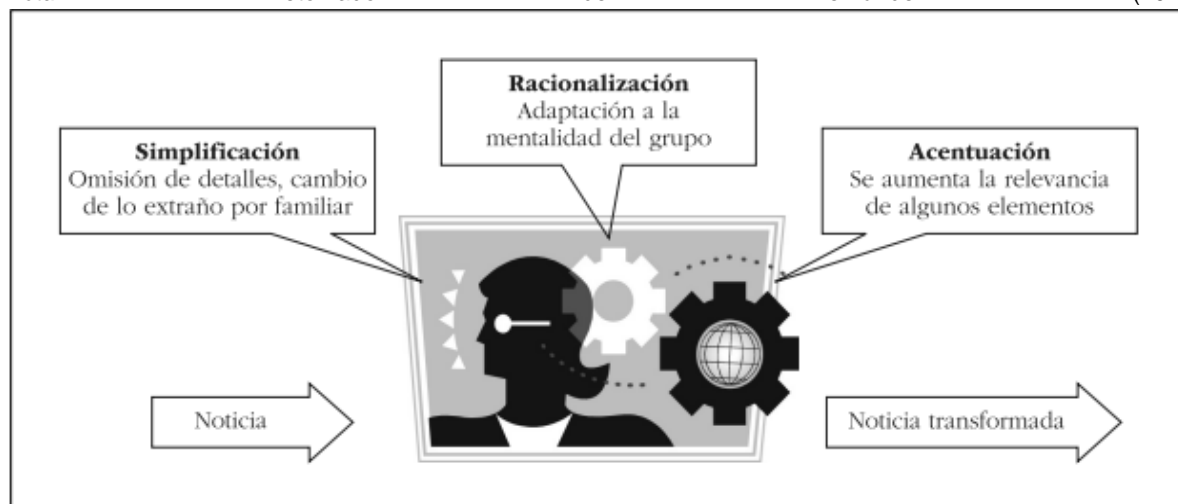 Simplificación
Omisión de detalles, cambio
de lo extraño por familiar
Racionalización
Adaptación a la
mentalidad del grupo
Acentuación
Se aumenta la relevancia
de algunos elementos
Noticia
Noticia transformada